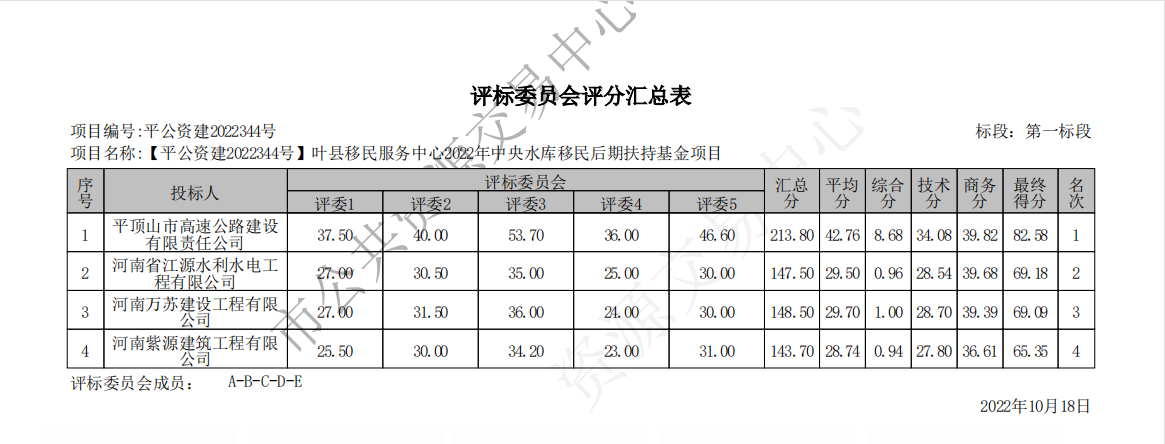 评标委员会评分汇总表
项目编号:平公资建2022344号 标段: 第一标段
项目名称:【平公资建2022344号】叶县移民服务中心2022年中央水库移民后期扶持基金项目
序号 投标人 评标委员会 汇总分 平均分 综合分 技术分 商务分 最终得分 名次
评委1 评委2 评委3 评委4 评委5
1 平顶山市高速公路建设有限责任公司 37.50 40.00 53.70 36.00 46.60 213.80 42.76 8.68 34.08 39.82 82.58 1
2 河南省江源水利水电工程有限公司 27.00 30.50 35.00 25.00 30.00 147.50 29.50 0.96 28.54 39.68 69.18 2
3 河南万苏建设工程有限公司 27.00 31.50 36.00 24.00 30.00 148.50 29.70 1.00 28.70 39.39 69.09 3
4 河南紫源建筑工程有限公司 25.50 30.00 34.20 23.00 31.00 143.70 28.74 0.94 27.80 36.61 65.35 4
评标委员会成员: A-B-C-D-E
2022年10月18日
市公共资源交易中心
资源交易中心